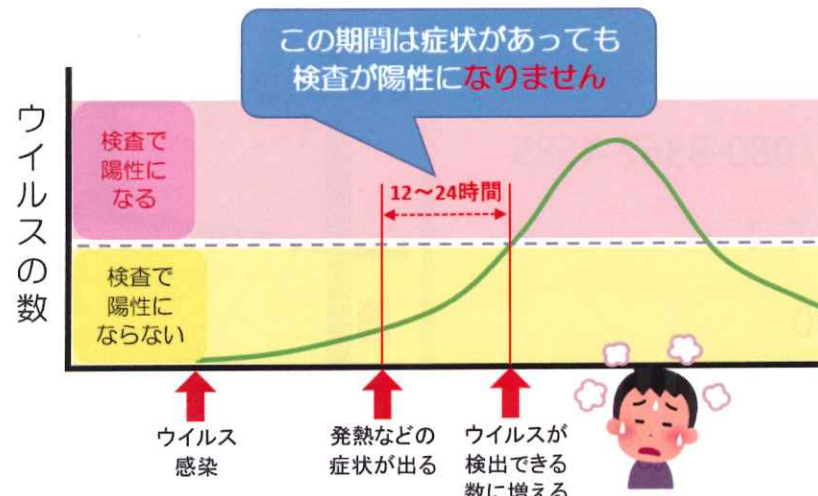 この期間は症状があっても
検査が陽性になりません
ウイルスの数
検査で
陽性に
なる
12～24時間
検査で
陽性に
ならない
ウイルス
感染
発熱などの
症状が出る
ウイルスが
検出できる
数に増える